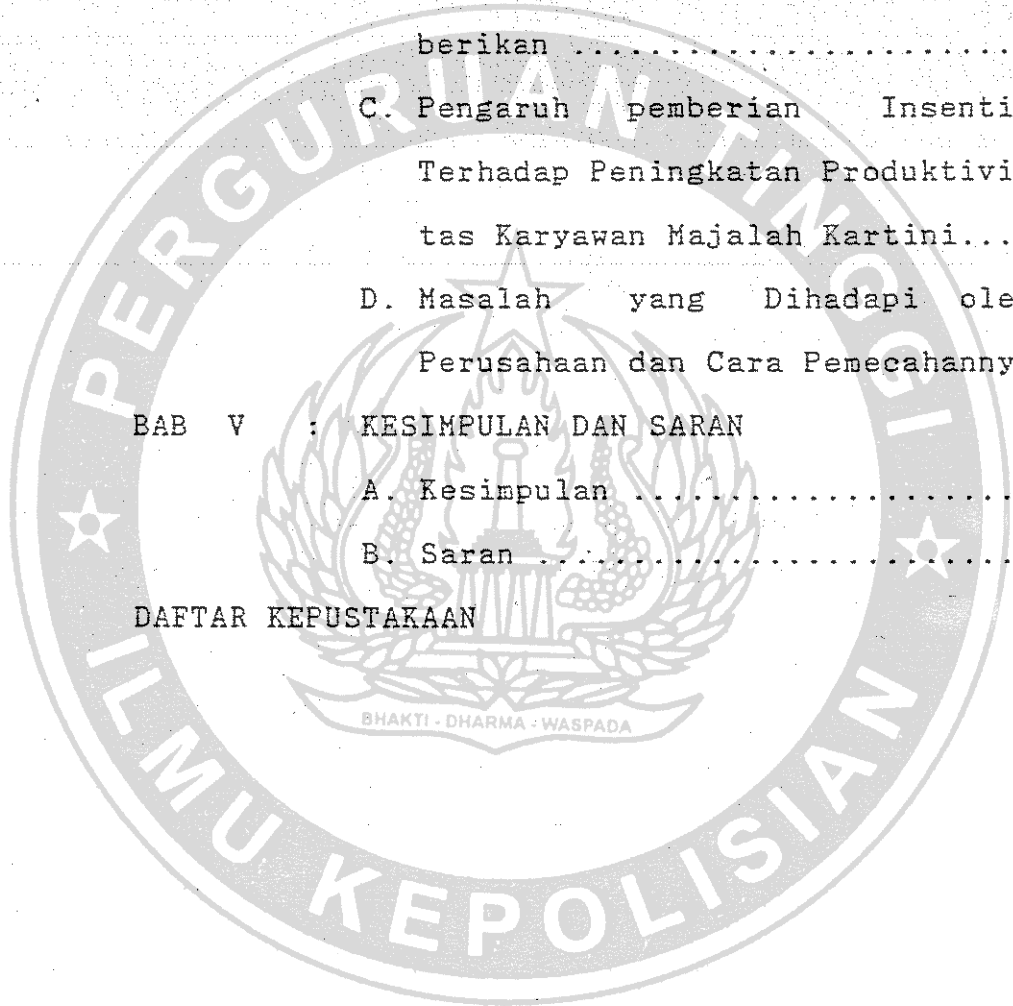 berikan .......................
C. Pengaruh pemberian Insenti
Terhadap Peningkatan Produktivi
tas Karyawan Majalah Kartini...
D. Masalah yang Dihadapi ole
Perusahaan dan Cara Pemecahanny
BAB V : KESIMPULAN DAN SARAN
A. Kesimpulan ....................
B. Saran .........................
DAFTAR KEPUSTAKAAN
PERGURUAN TINGGI
ILMU KEPOLISIAN
BHAKTI - DHARMA - WASPADA